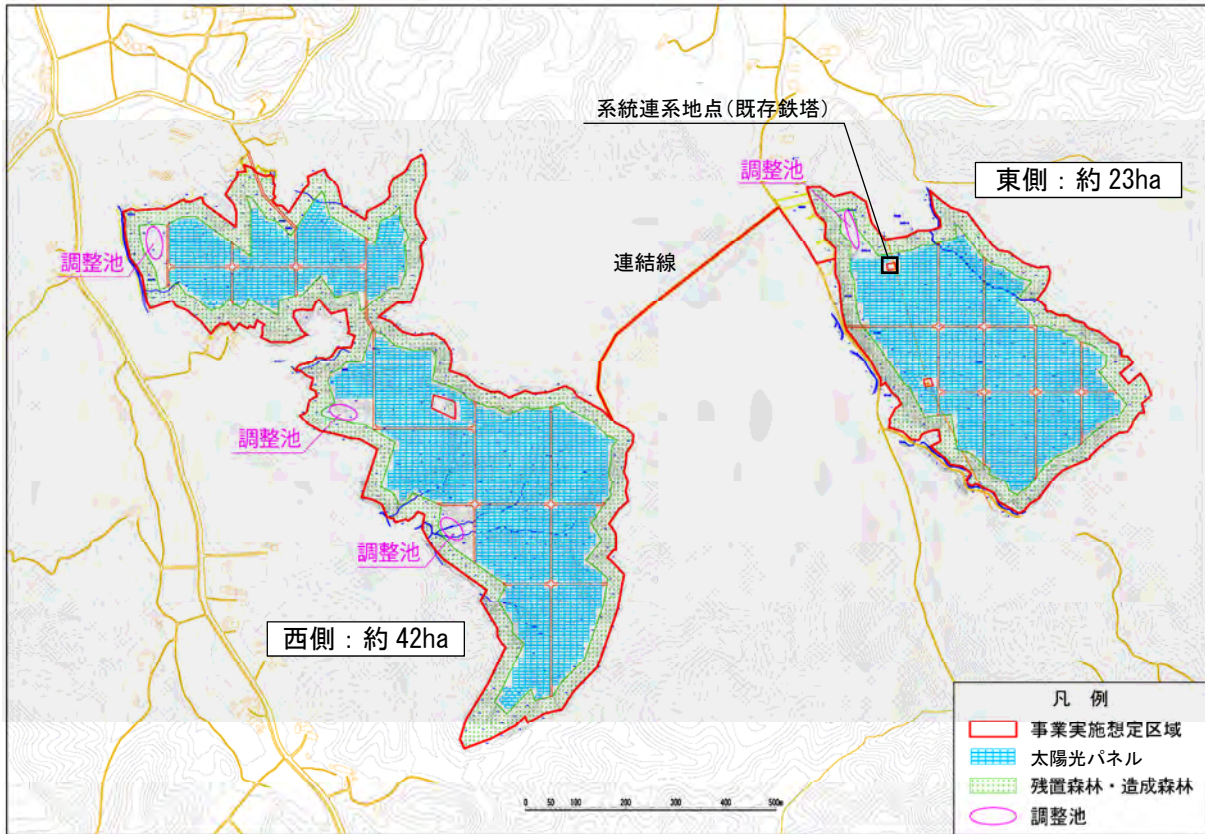 系統連系地点(既存鉄塔)
調整池
東側：約 23ha
調整池
連結線
調整池
調整池
西側：約 42ha
凡 例
事業実施想定区域
太陽光パネル
残置森林・造成森林
調整池
0 50 100 200 300 400 500m